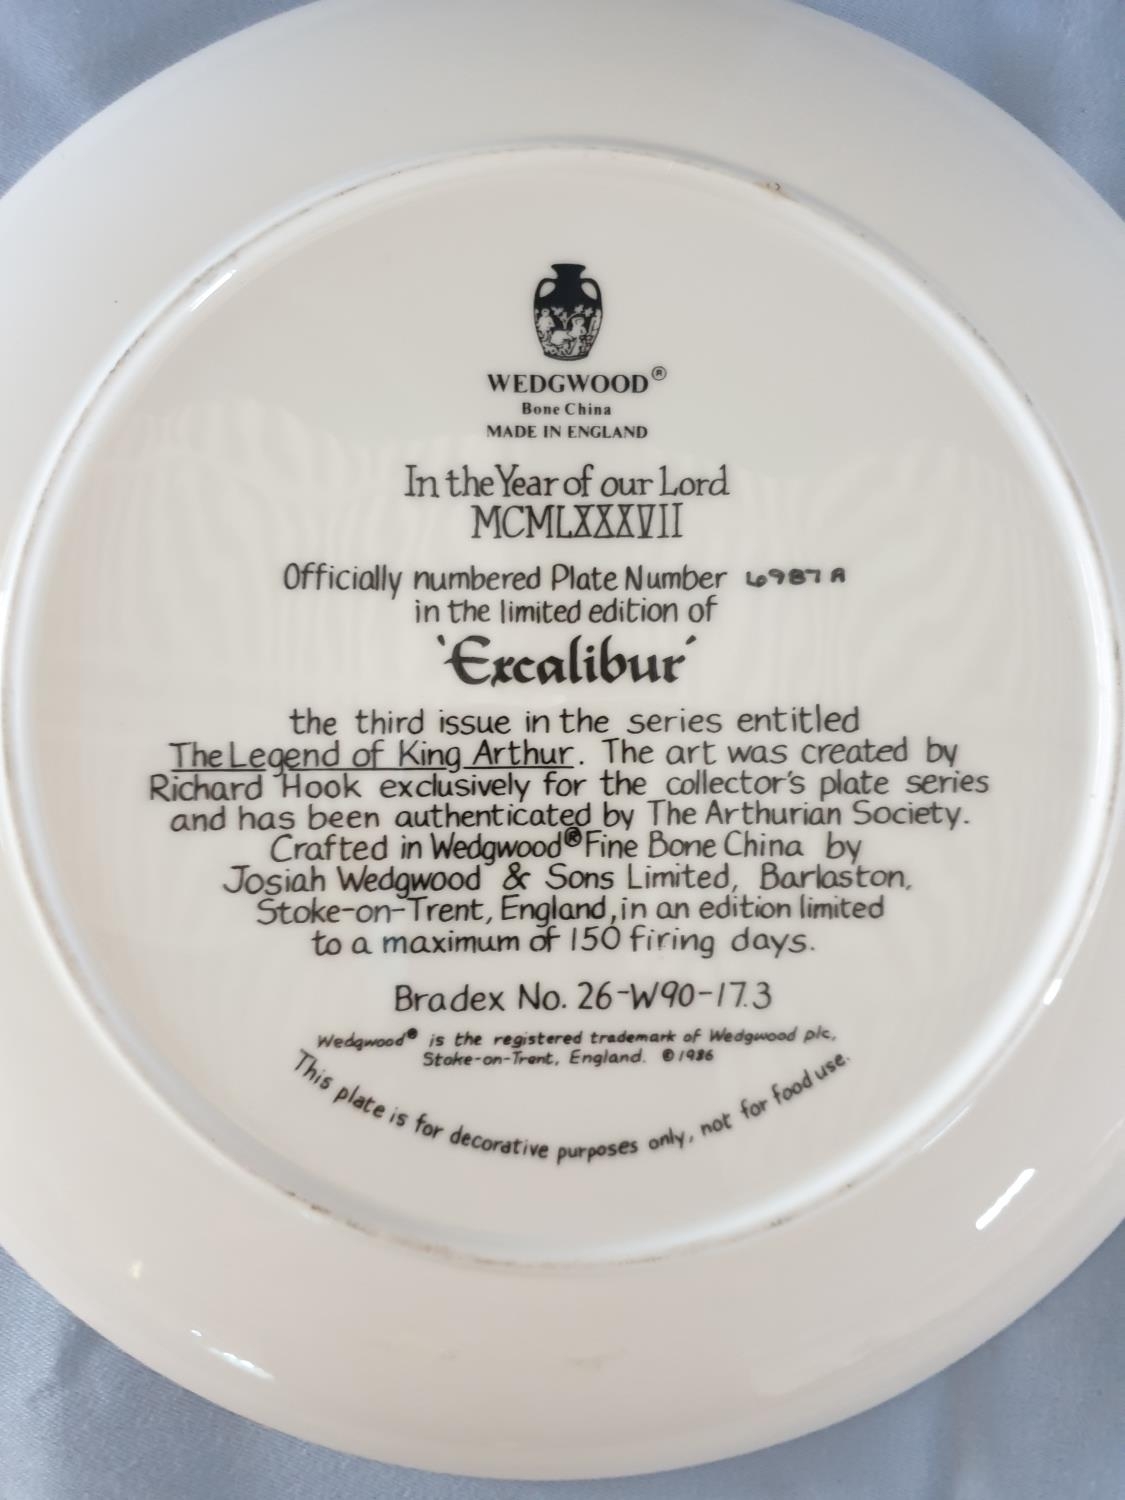 WEDGWOOD®
Bone China
MADE IN ENGLAND
In the Year of our Lord
MCMLXXXVII
Officially numbered Plate Number 6987 A
in the limited edition of
'Excalibur'
the third issue in the series entitled
The Legend of King Arthur. The art was created by
Richard Hook exclusively for the collector's plate series
and has been authenticated by The Arthurian Society.
Crafted in Wedgwood® Fine Bone China by
Josiah Wedgwood & Sons Limited, Barlaston,
Stoke-on-Trent, England, in an edition limited
to a maximum of 150 firing days.
Bradex No. 26-W90-17.3
Wedgwood® is the registered trademark of Wedgwood plc,
Stoke-on-Trent, England. © 1986
This plate is for decorative purposes only, not for food use.